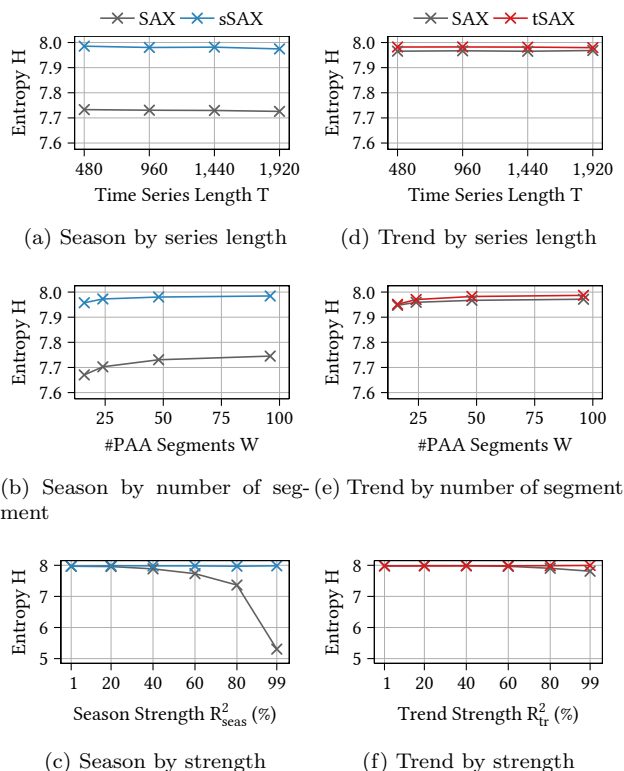 SAX sSAX
Entropy H
8.0
7.9
7.8
7.7
7.6
480 960 1,440 1,920
Time Series Length T
(a) Season by series length
SAX tSAX
Entropy H
8.0
7.9
7.8
7.7
7.6
480 960 1,440 1,920
Time Series Length T
(d) Trend by series length
Entropy H
8.0
7.9
7.8
7.7
7.6
25 50 75 100
#PAA Segments W
(b) Season by number of seg-
ment
Entropy H
8.0
7.9
7.8
7.7
7.6
25 50 75 100
#PAA Segments W
(e) Trend by number of segment
Entropy H
8
7
6
5
1 20 40 60 80 99
Season Strength R²seas (%)
(c) Season by strength
Entropy H
8
7
6
5
1 20 40 60 80 99
Trend Strength R²tr (%)
(f) Trend by strength